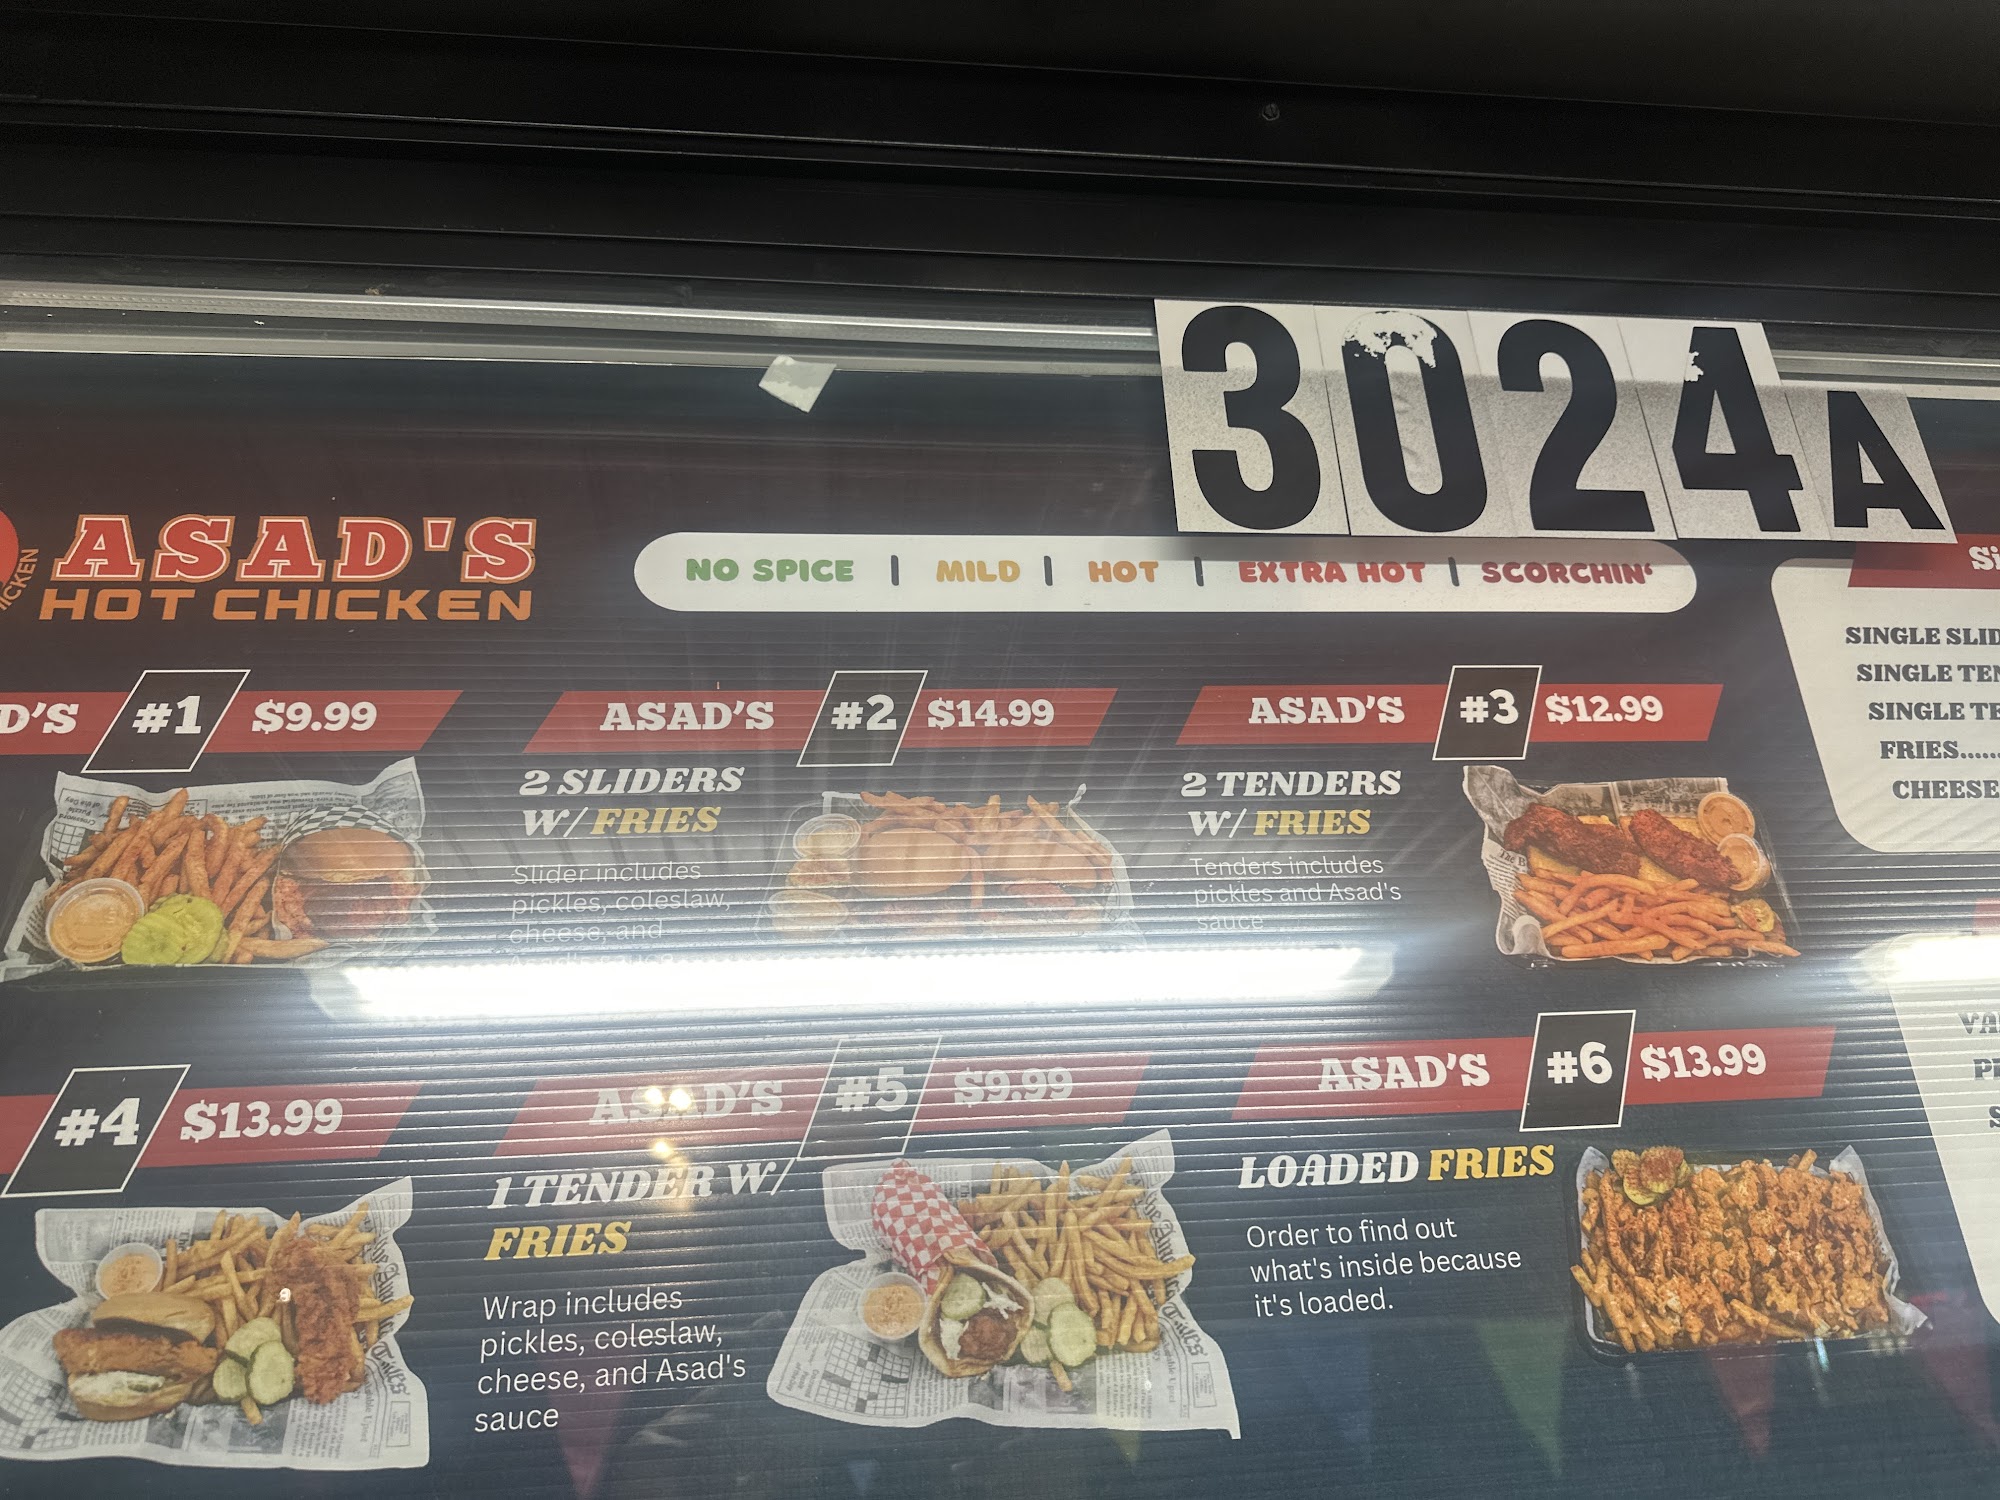 3024A
ASAD'S
HOT CHICKEN
NO SPICE | MILD | HOT | EXTRA HOT | SCORCHIN'
D'S #1 $9.99
ASAD'S #2 $14.99
2 SLIDERS
W/ FRIES
Slider includes
pickles, coleslaw,
cheese, and
Asad's sauce
ASAD'S #3 $12.99
2 TENDERS
W/ FRIES
Tenders includes
pickles and Asad's
sauce
#4 $13.99
ASAD'S #5 $9.99
1 TENDER W/
FRIES
Wrap includes
pickles, coleslaw,
cheese, and Asad's
sauce
ASAD'S #6 $13.99
LOADED FRIES
Order to find out
what's inside because
it's loaded.
SINGLE SLID
SINGLE TEN
SINGLE TE
FRIES......
CHEESE